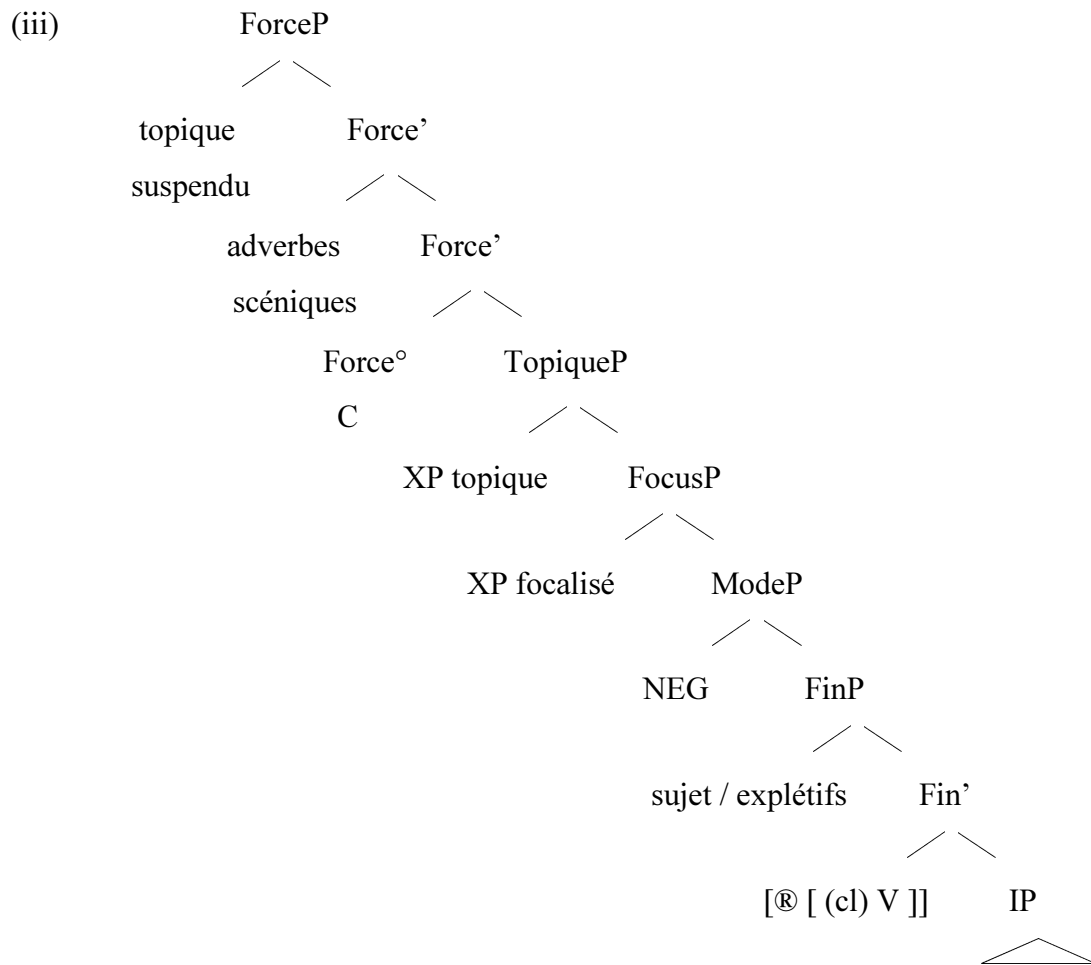 (iii) ForceP
topique Force’
suspendu
adverbes Force’
scéniques
Force° TopiqueP
C
XP topique FocusP
XP focalisé ModeP
NEG FinP
sujet / explétifs Fin’
[® [ (cl) V ]] IP